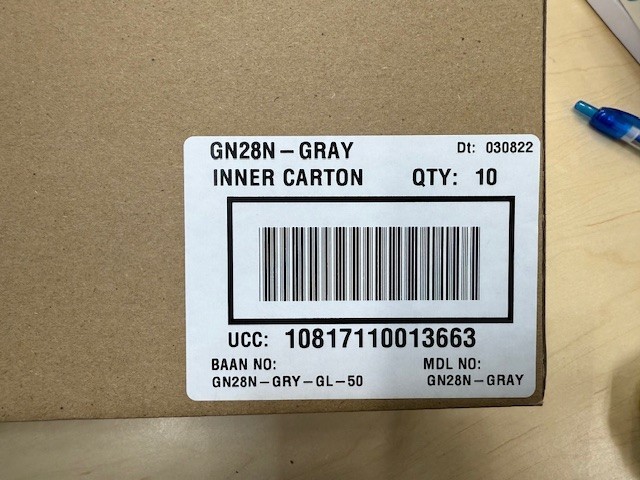 GN28N-GRAY Dt: 030822
INNER CARTON QTY: 10
UCC: 10817110013663
BAAN NO: MDL NO:
GN28N-GRY-GL-50 GN28N-GRAY